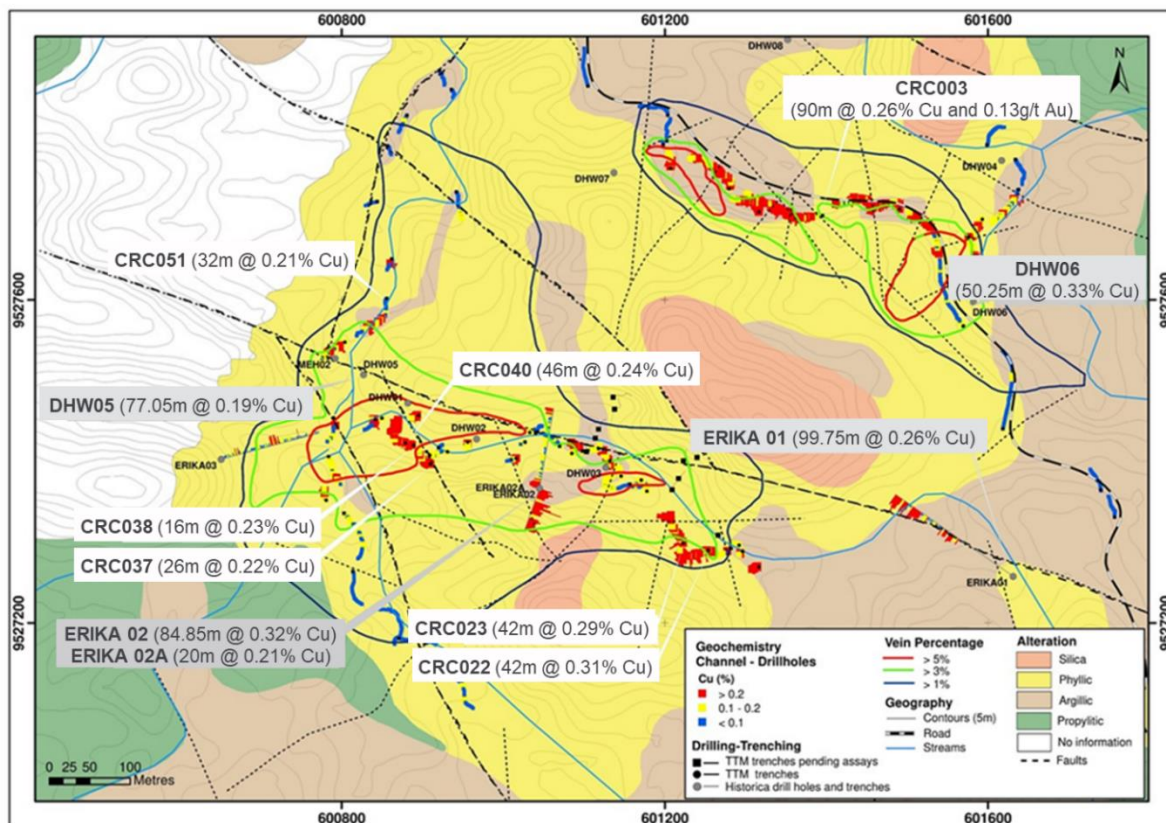 600800
601200
601600
DHW08
N
CRC003
(90m @ 0.26% Cu and 0.13g/t Au)
DHW04
DHW07
CRC051 (32m @ 0.21% Cu)
DHW06
(50.25m @ 0.33% Cu)
9527600
9527600
DHW06
MEH02
DHW05
CRC040 (46m @ 0.24% Cu)
DHW05 (77.05m @ 0.19% Cu)
DHW01
DHW02
ERIKA 01 (99.75m @ 0.26% Cu)
ERIKA03
DHW03
ERIKA02A
ERIKA02
CRC038 (16m @ 0.23% Cu)
CRC037 (26m @ 0.22% Cu)
ERIKA01
9527200
9527200
ERIKA 02 (84.85m @ 0.32% Cu)
ERIKA 02A (20m @ 0.21% Cu)
CRC023 (42m @ 0.29% Cu)
CRC022 (42m @ 0.31% Cu)
Geochemistry
Channel - Drillholes
Cu (%)
> 0.2
0.1 - 0.2
< 0.1
Drilling-Trenching
TTM trenches pending assays
TTM trenches
Historica drill holes and trenches
Vein Percentage
> 5%
> 3%
> 1%
Geography
Contours (5m)
Road
Streams
Alteration
Silica
Phyllic
Argillic
Propylitic
No information
Faults
0 25 50 100
Metres
600800
601200
601600